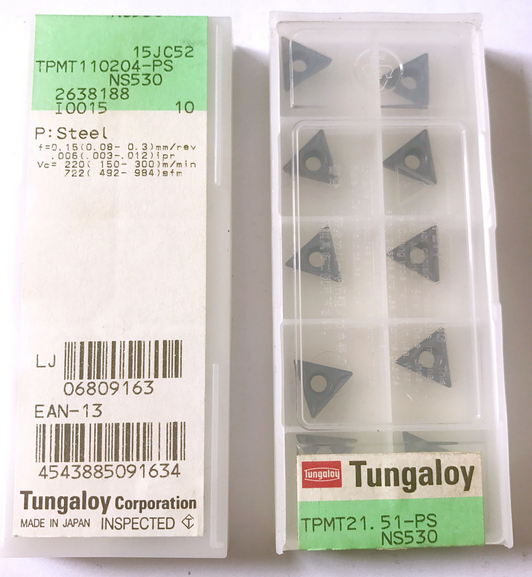 NS530
15JC52
TPMT110204-PS
NS530
2638188
I0015 10
P:Steel
f=0.15(0.08- 0.3)mm/rev
.006(.003-.012)ipr
Vc= 220( 150- 300)m/min
722( 492- 984)sfm
LJ
06809163
EAN-13
4543885091634
Tungaloy Corporation
MADE IN JAPAN INSPECTED
Tungaloy Tungaloy
TPMT21.51-PS
NS530